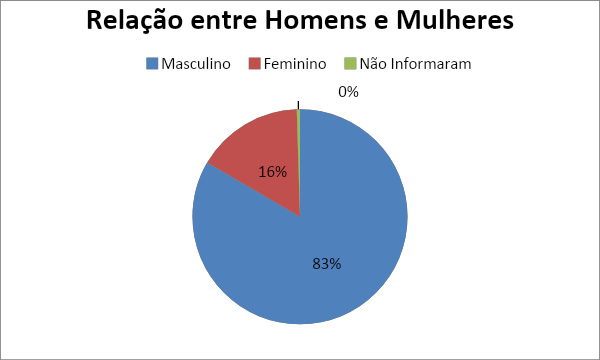 Relação entre Homens e Mulheres
Masculino Feminino Não Informaram
0%
16%
83%